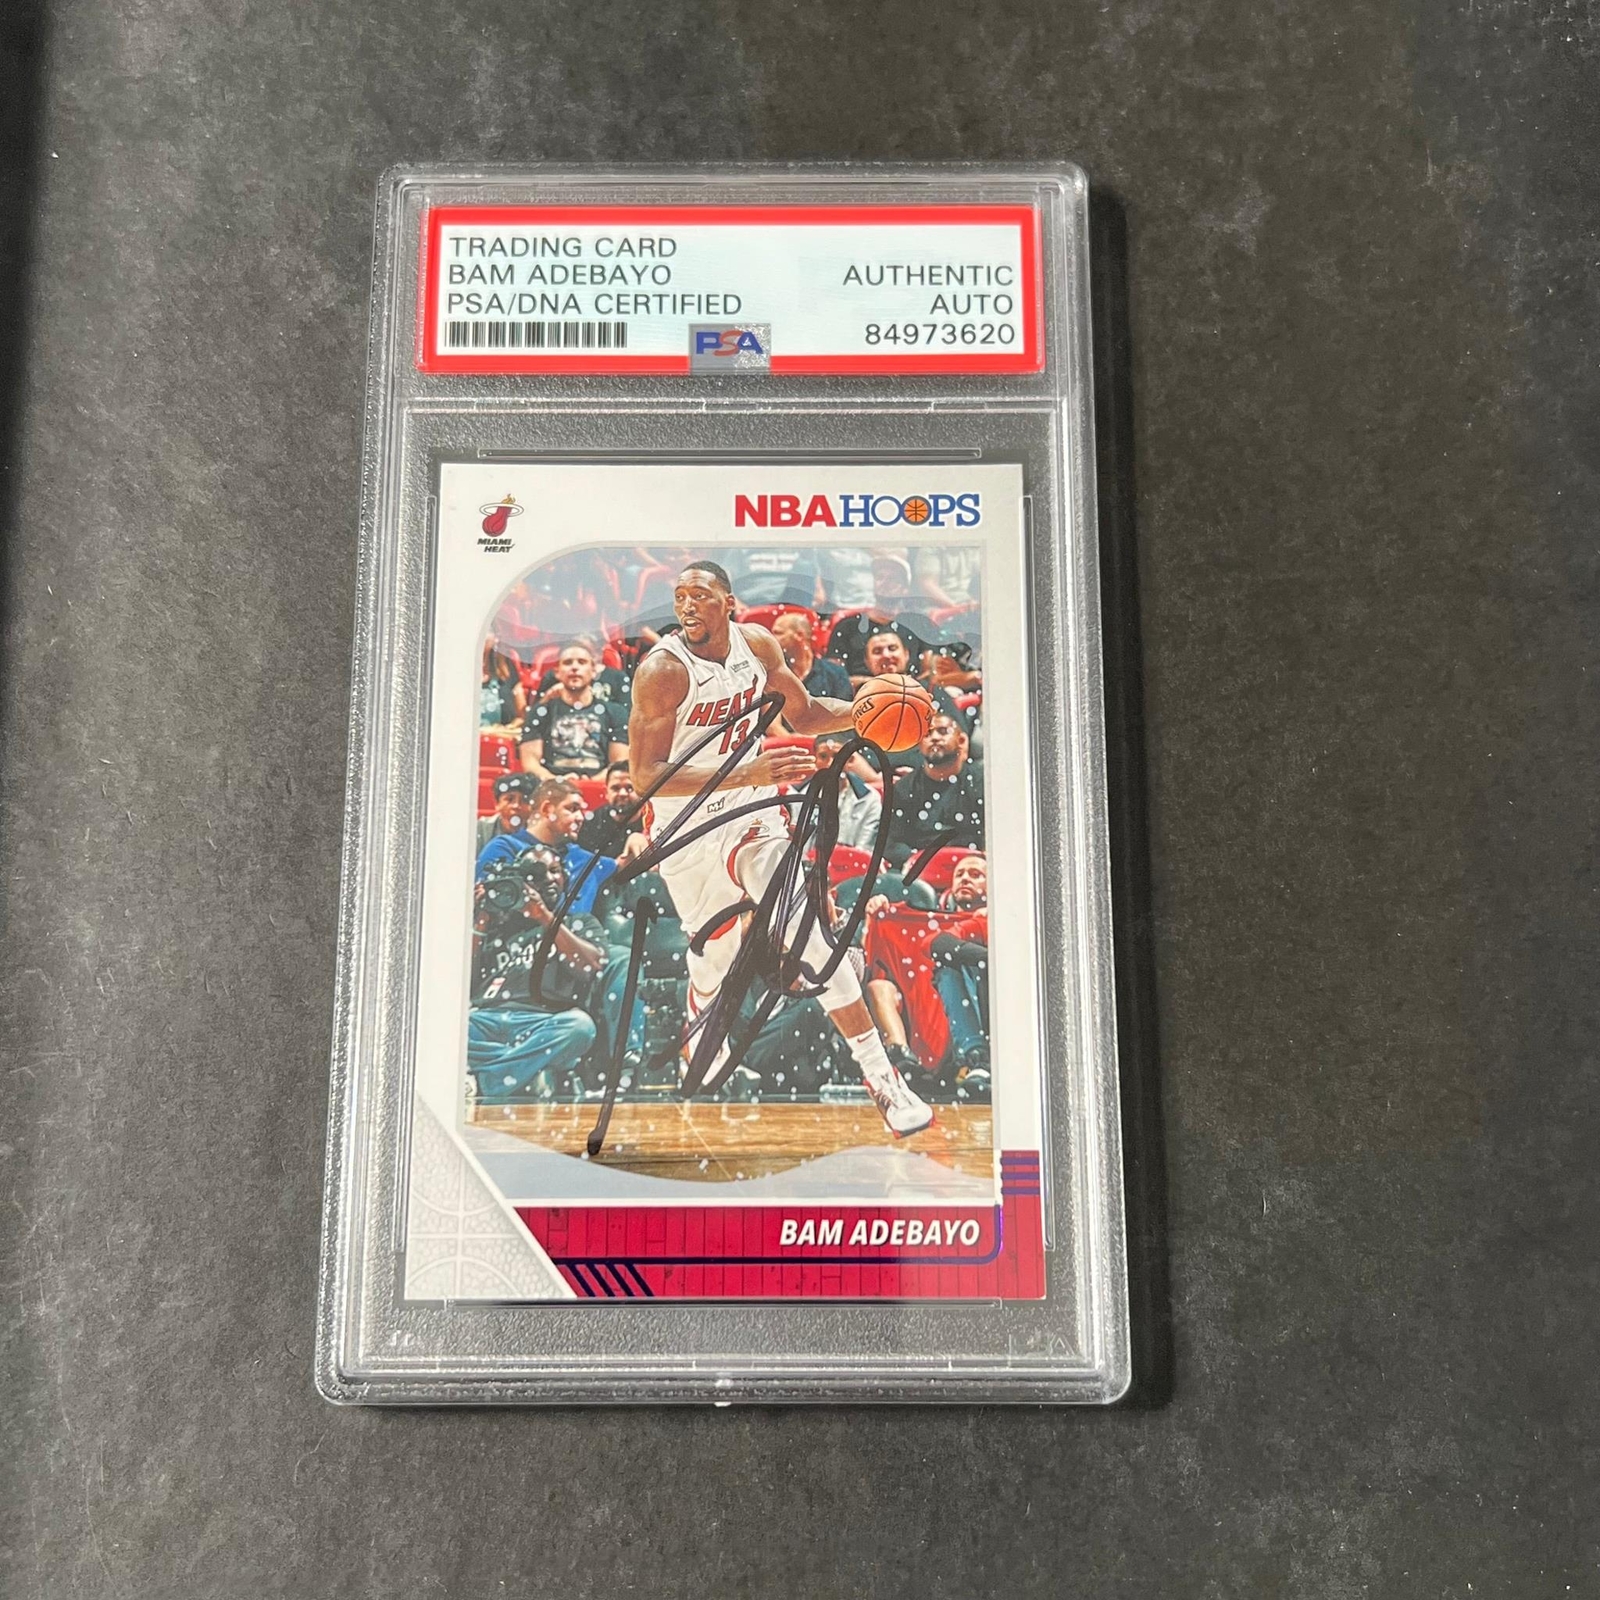 TRADING CARD
BAM ADEBAYO
PSA/DNA CERTIFIED
AUTHENTIC
AUTO
84973620
PSA
NBA HOOPS
MIAMI
HEAT
HEAT
13
SPALDING
BAM ADEBAYO